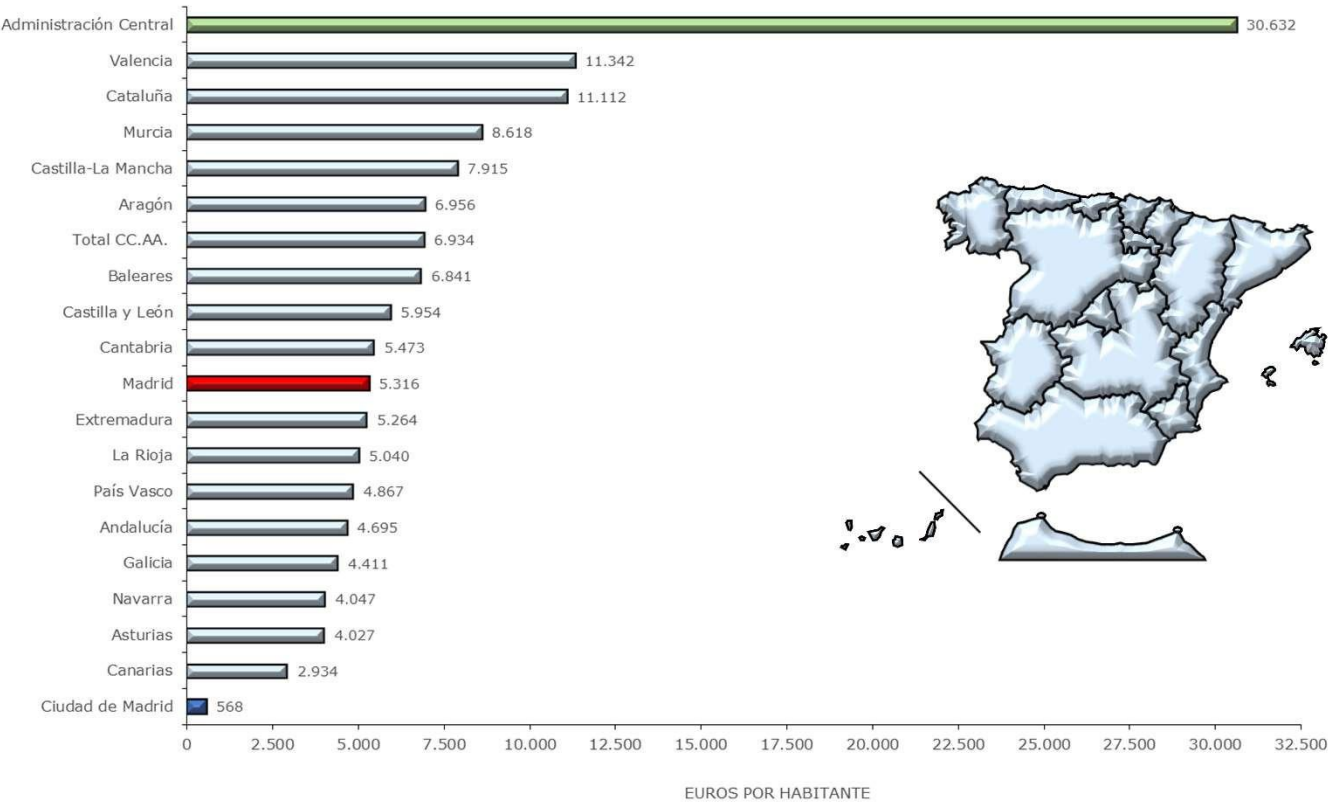 Administración Central 30.632
Valencia 11.342
Cataluña 11.112
Murcia 8.618
Castilla-La Mancha 7.915
Aragón 6.956
Total CC.AA. 6.934
Baleares 6.841
Castilla y León 5.954
Cantabria 5.473
Madrid 5.316
Extremadura 5.264
La Rioja 5.040
País Vasco 4.867
Andalucía 4.695
Galicia 4.411
Navarra 4.047
Asturias 4.027
Canarias 2.934
Ciudad de Madrid 568
0 2.500 5.000 7.500 10.000 12.500 15.000 17.500 20.000 22.500 25.000 27.500 30.000 32.500
EUROS POR HABITANTE